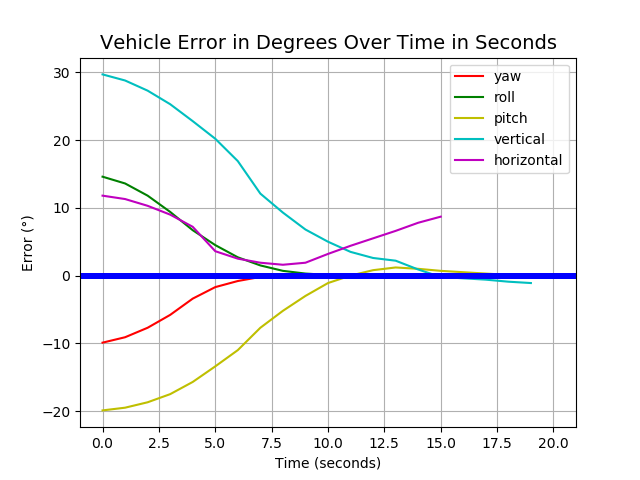 Vehicle Error in Degrees Over Time in Seconds
yaw
roll
pitch
vertical
horizontal
Error (°)
30
20
10
0
−10
−20
0.0
2.5
5.0
7.5
10.0
12.5
15.0
17.5
20.0
Time (seconds)